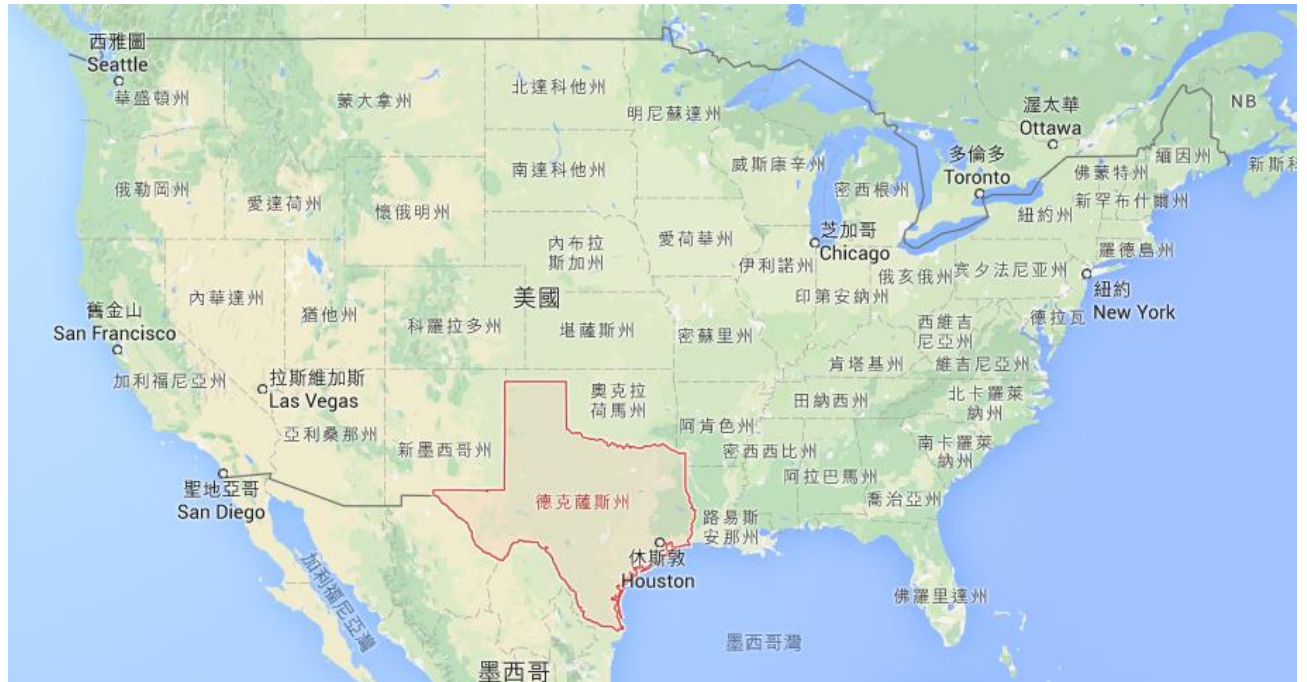 西雅圖
Seattle
華盛頓州
蒙大拿州
北達科他州
明尼蘇達州
渥太華
Ottawa
NB
多倫多
Toronto
緬因州
佛蒙特州
新斯科
威斯康辛州
密西根州
南達科他州
俄勒岡州
愛達荷州
懷俄明州
新罕布什爾州
紐約州
芝加哥
Chicago
愛荷華州
內布拉
斯加州
伊利諾州
羅德島州
俄亥俄州
宾夕法尼亚州
紐約
New York
印第安納州
內華達州
猶他州
美國
舊金山
San Francisco
科羅拉多州
堪薩斯州
密蘇里州
西維吉
尼亞州
德拉瓦
肯塔基州
維吉尼亞州
加利福尼亞州
拉斯維加斯
Las Vegas
奧克拉
荷馬州
田納西州
北卡羅萊
納州
亞利桑那州
新墨西哥州
阿肯色州
密西西比州
南卡羅萊
納州
阿拉巴馬州
喬治亞州
聖地亞哥
San Diego
德克薩斯州
路易斯
安那州
休斯敦
Houston
加利福尼亞灣
佛羅里達州
墨西哥灣
墨西哥